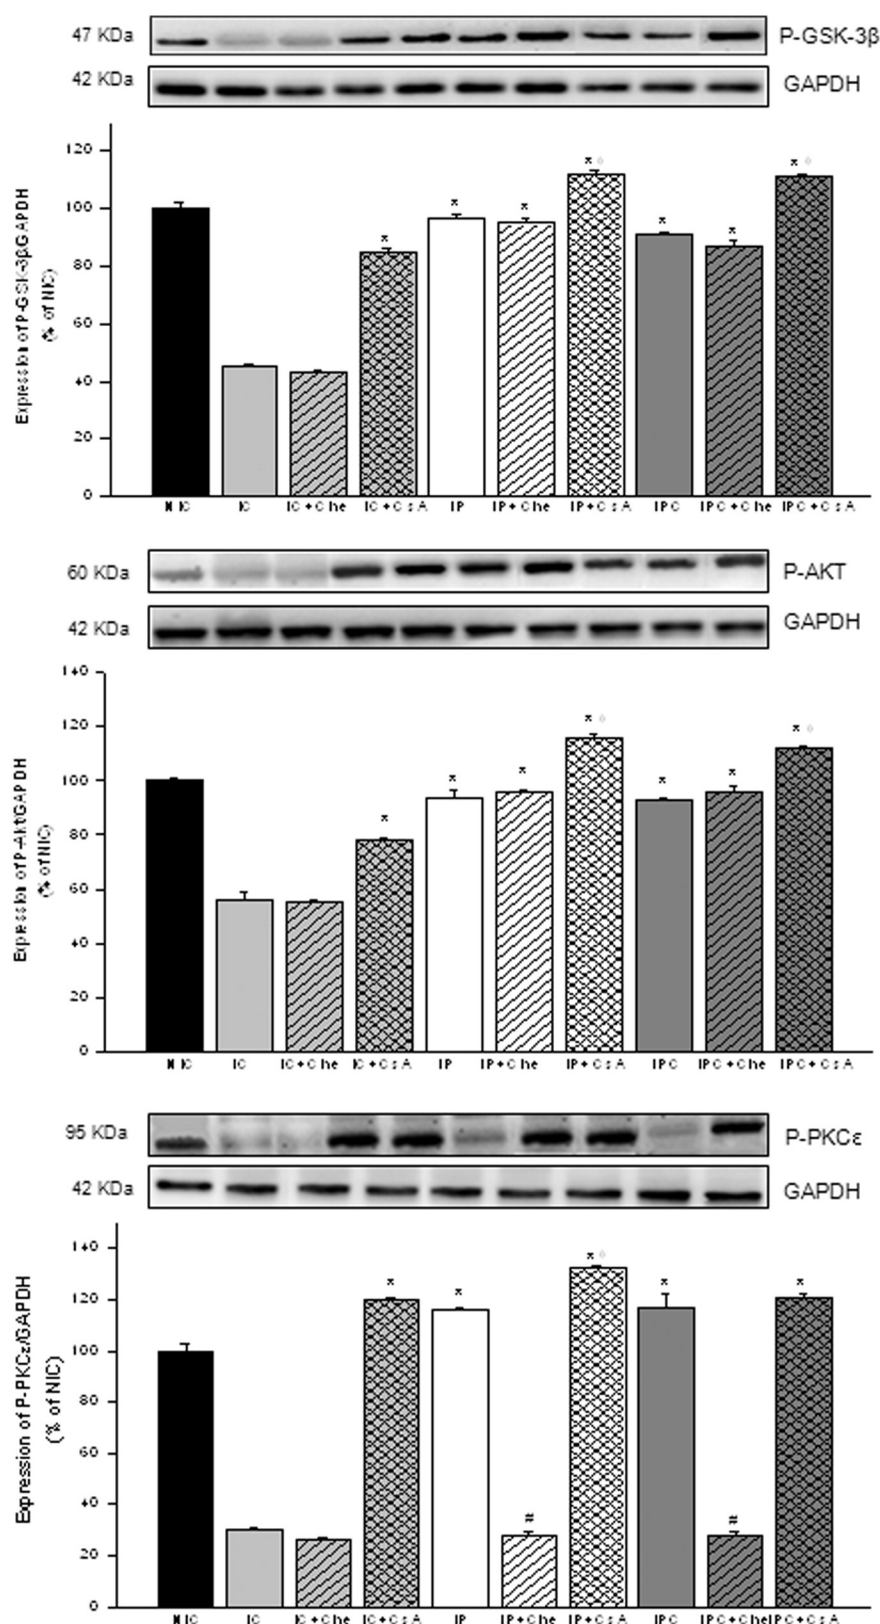 47 KDa
P-GSK-3β
42 KDa
GAPDH
Expression of P-GSK-3β/GAPDH
(% of NIC)
120
100
80
60
40
20
0
* ◊
* ◊
*
*
*
*
*
NIC IC IC + Che IC + CsA IP IP + Che IP + CsA IPC IPC + Che IPC + CsA
60 KDa
P-AKT
42 KDa
GAPDH
Expression of P-Akt/GAPDH
(% of NIC)
140
120
100
80
60
40
20
0
* ◊
* ◊
*
*
*
*
*
NIC IC IC + Che IC + CsA IP IP + Che IP + CsA IPC IPC + Che IPC + CsA
95 KDa
P-PKCε
42 KDa
GAPDH
Expression of P-PKCε/GAPDH
(% of NIC)
140
120
100
80
60
40
20
0
* ◊
*
*
*
*
#
#
NIC IC IC + Che IC + CsA IP IP + Che IP + CsA IPC IPC + Che IPC + CsA